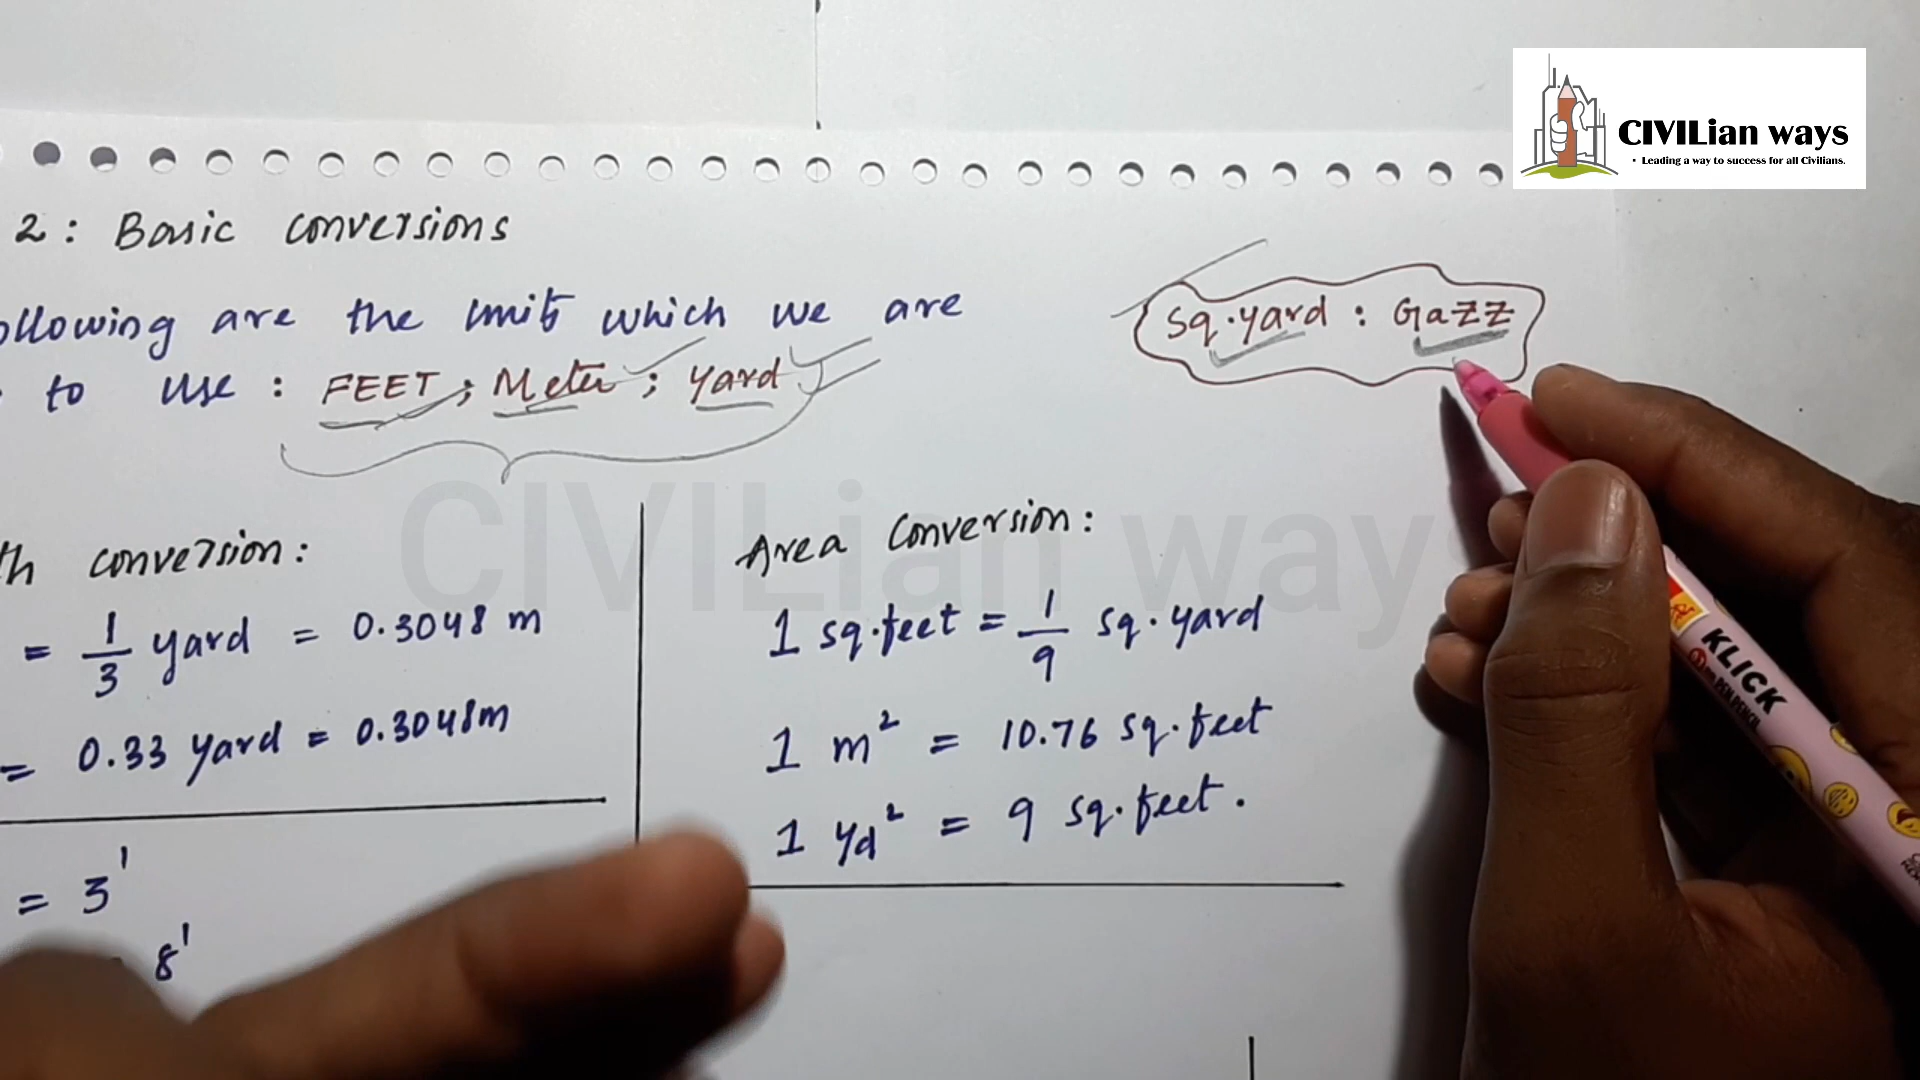 CIVILian ways
• Leading a way to success for all Civilians.
2: Basic conversions
ollowing are the units which we are
to use : FEET ; Meter ; Yard
Sq.yard : GaZZ
th conversion:
= 1/3 yard = 0.3048 m
= 0.33 yard = 0.3048m
= 3'
8'
Area conversion:
1 sq.feet = 1/9 sq.yard
1 m² = 10.76 sq.feet
1 yd² = 9 sq.feet.
CIVILian way
KLICK